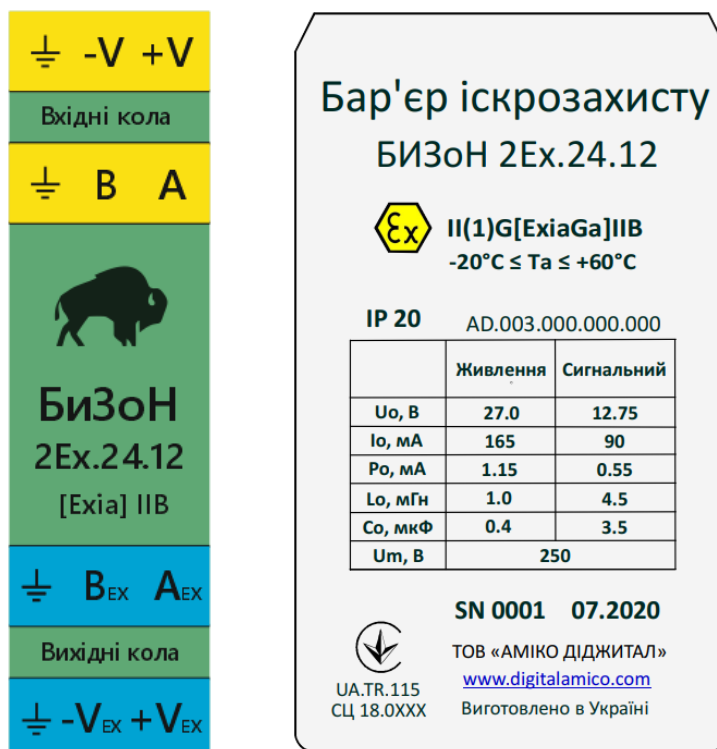 ⏚ -V +V
Вхідні кола
⏚ B A
БиЗоН
2Ex.24.12
[Exia] IIB
⏚ BEX AEX
Вихідні кола
⏚ -VEX +VEX
Бар'єр іскрозахисту
БИЗоН 2Ех.24.12
Ex II(1)G[ExiaGa]IIB
-20°C ≤ Ta ≤ +60°C
IP 20 AD.003.000.000.000
Живлення Сигнальний
Uo, В 27.0 12.75
Io, мА 165 90
Po, мА 1.15 0.55
Lo, мГн 1.0 4.5
Co, мкФ 0.4 3.5
Um, В 250
SN 0001 07.2020
ТОВ «АМІКО ДІДЖИТАЛ»
www.digitalamico.com
UA.TR.115
СЦ 18.0XXX
Виготовлено в Україні